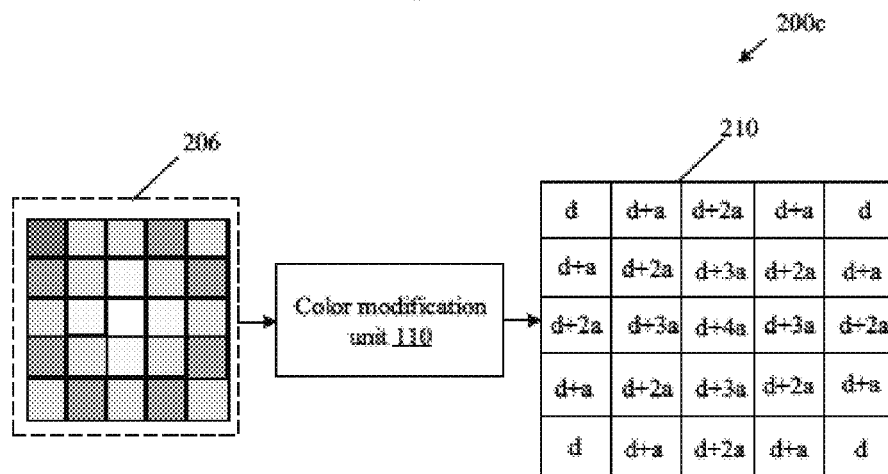 200c
206
210
Color modification
unit 110
d d+a d+2a d+a d
d+a d+2a d+3a d+2a d+a
d+2a d+3a d+4a d+3a d+2a
d+a d+2a d+3a d+2a d+a
d d+a d+2a d+a d